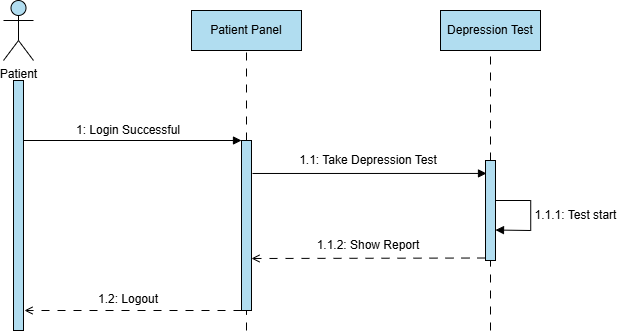 Patient Panel
Depression Test
Patient
1: Login Successful
1.1: Take Depression Test
1.1.1: Test start
1.1.2: Show Report
1.2: Logout